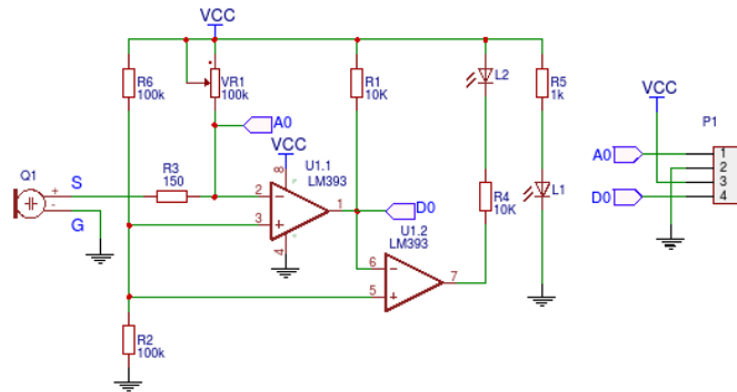 VCC
R6
100k
VR1
100k
R1
10K
L2
R5
1k
VCC
P1
A0
VCC
A0
1
2
3
4
D0
Q1
+
-
S
G
R3
150
U1.1
LM393
8
2
-
3
+
1
4
D0
R4
10K
L1
U1.2
LM393
6
-
5
+
7
R2
100k